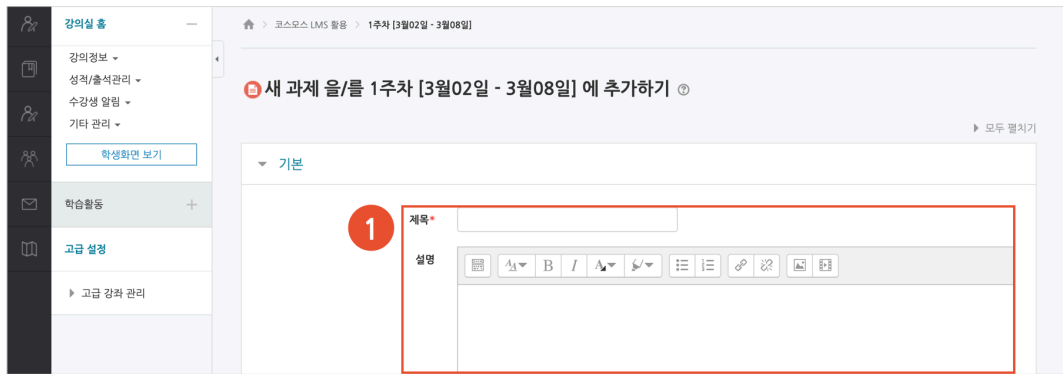 강의실 홈
코스모스 LMS 활용 > 1주차 [3월02일 - 3월08일]
강의정보
성적/출석관리
수강생 알림
기타 관리
학생화면 보기
학습활동
고급 설정
고급 강좌 관리
새 과제 을/를 1주차 [3월02일 - 3월08일] 에 추가하기
모두 펼치기
기본
1
제목*
설명